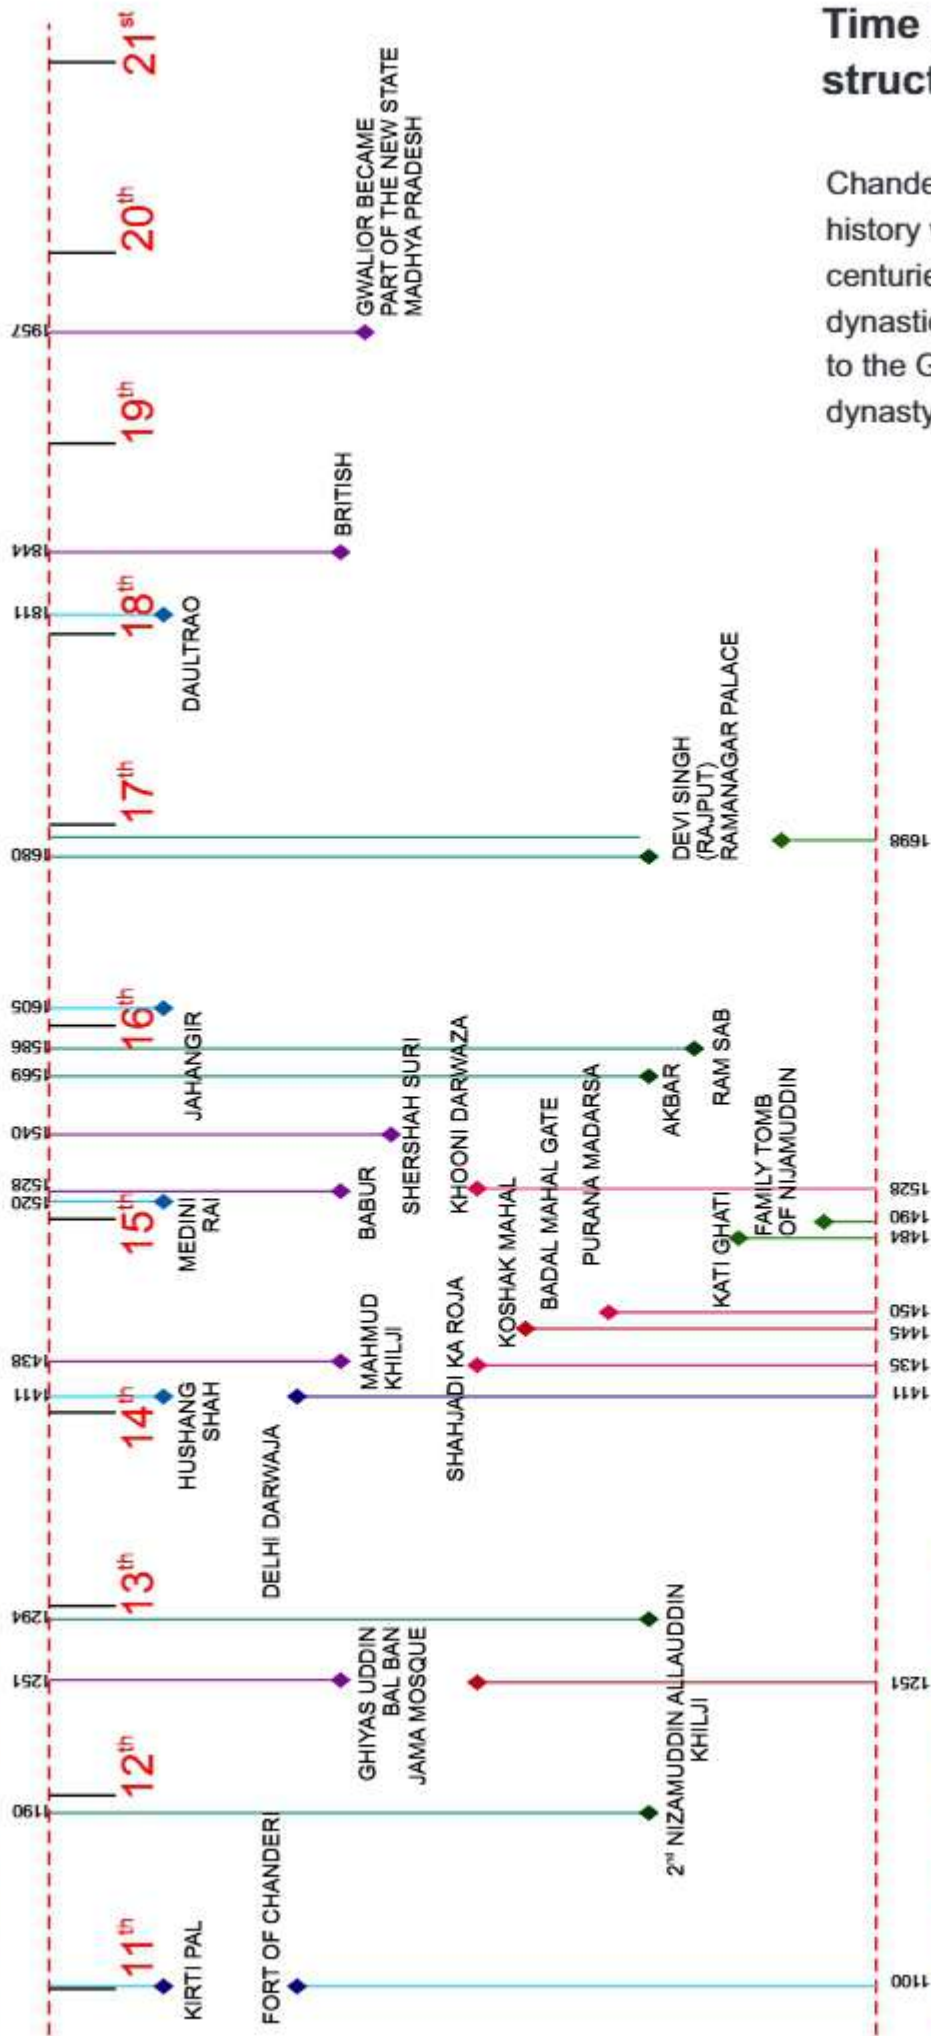 Time
struct
Chande
history
centurie
dynastic
to the G
dynasty
11th
12th
13th
14th
15th
16th
17th
18th
19th
20th
21st
1190
1251
1294
1411
1438
1520
1528
1540
1569
1586
1605
1680
1811
1844
1957
KIRTI PAL
HUSHANG
SHAH
MEDINI
RAI
JAHANGIR
DAULTRAO
FORT OF CHANDERI
DELHI DARWAJA
GHIYAS UDDIN
BAL BAN
JAMA MOSQUE
MAHMUD
KHILJI
BABUR
SHERSHAH SURI
BRITISH
GWALIOR BECAME
PART OF THE NEW STATE
MADHYA PRADESH
SHAHJADI KA ROJA
KHOONI DARWAZA
KOSHAK MAHAL
BADAL MAHAL GATE
PURANA MADARSA
2nd NIZAMUDDIN ALLAUDDIN
KHILJI
AKBAR
RAM SAB
DEVI SINGH
(RAJPUT)
RAMANAGAR PALACE
KATI GHATI
FAMILY TOMB
OF NIJAMUDDIN
1100
1251
1411
1435
1445
1450
1484
1490
1528
1698